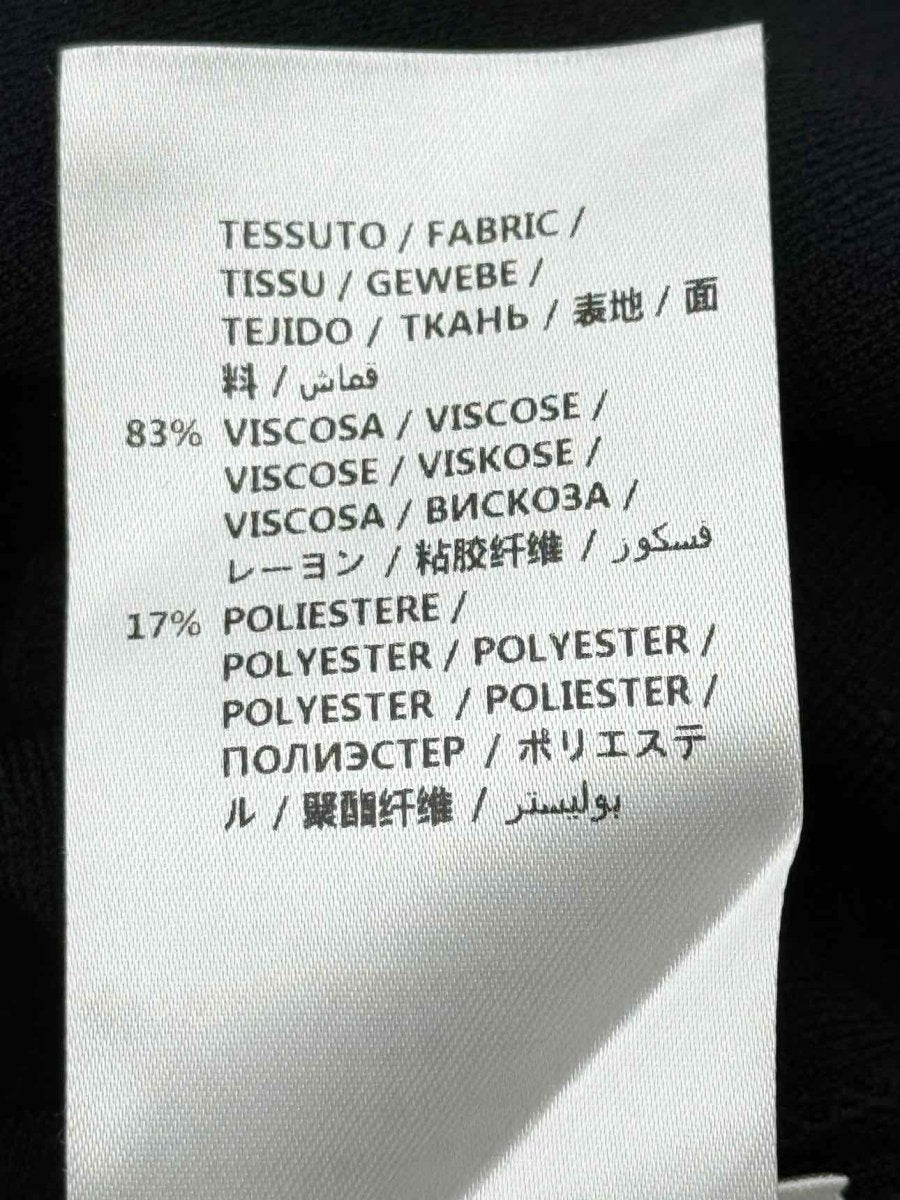 TESSUTO / FABRIC /
TISSU / GEWEBE /
TEJIDO / ТКАНЬ / 表地 / 面
料 / قماش
83% VISCOSA / VISCOSE /
VISCOSE / VISKOSE /
VISCOSA / ВИСКОЗА /
レーヨン / 粘胶纤维 / فسكوز
17% POLIESTERE /
POLYESTER / POLYESTER /
POLYESTER / POLIESTER /
ПОЛИЭСТЕР / ポリエステ
ル / 聚酯纤维 / بوليستر